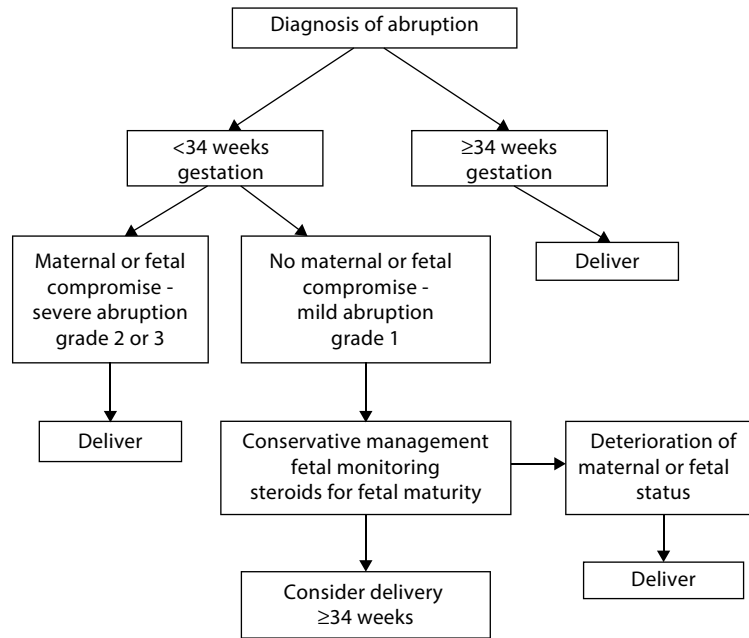 Diagnosis of abruption
<34 weeks
gestation
≥34 weeks
gestation
Maternal or fetal
compromise -
severe abruption
grade 2 or 3
No maternal or fetal
compromise -
mild abruption
grade 1
Deliver
Deliver
Conservative management
fetal monitoring
steroids for fetal maturity
Deterioration of
maternal or fetal
status
Consider delivery
≥34 weeks
Deliver